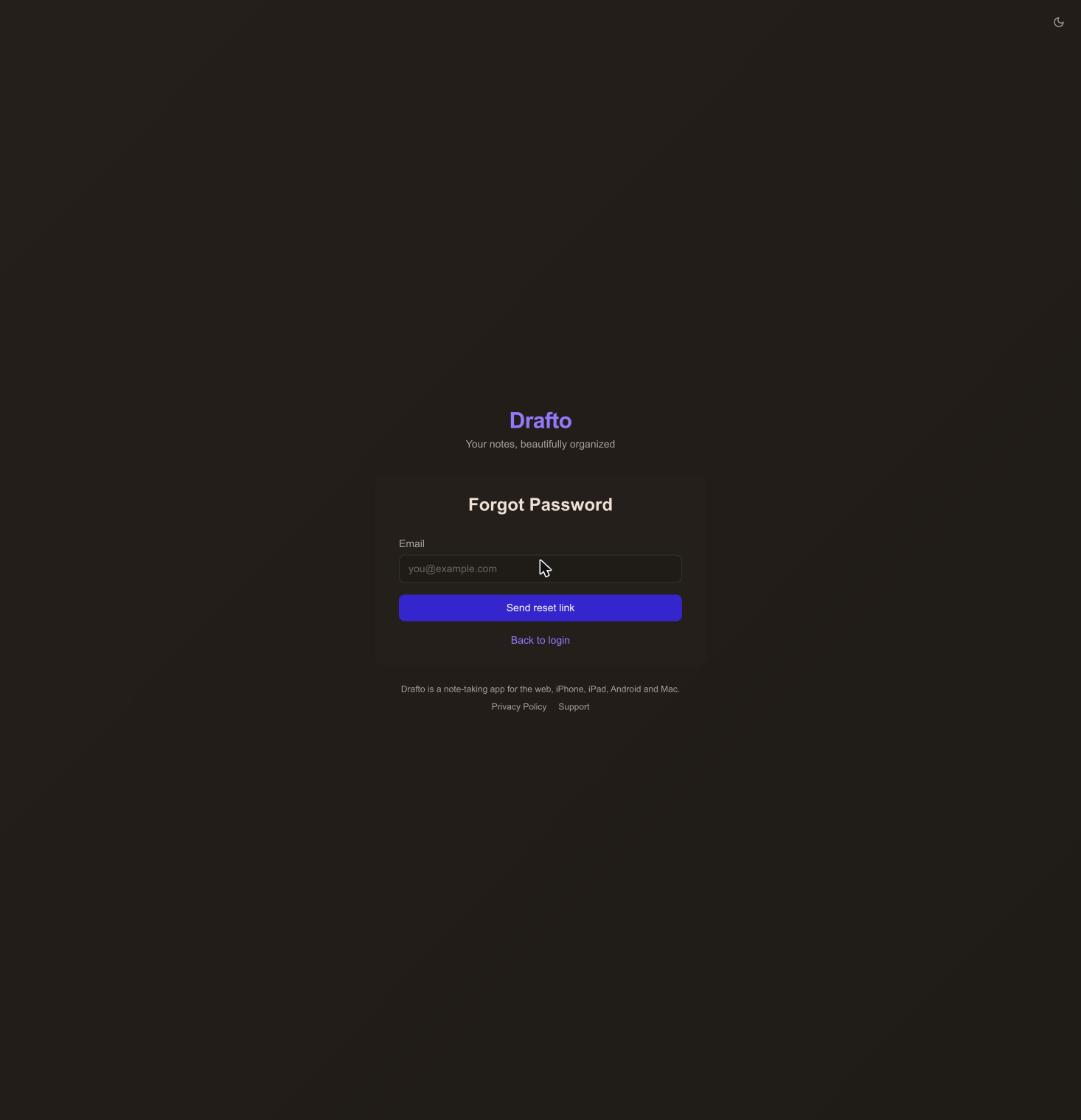 Drafto
Your notes, beautifully organized
Forgot Password
Email
you@example.com
Send reset link
Back to login
Drafto is a note-taking app for the web, iPhone, iPad, Android and Mac.
Privacy Policy Support